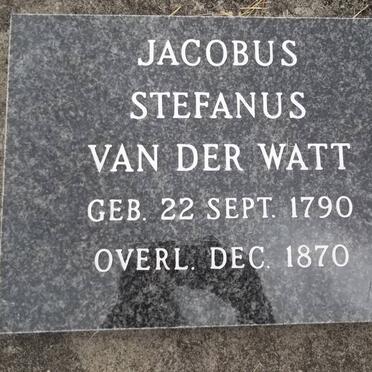 JACOBUS
STEFANUS
VAN DER WATT
GEB. 22 SEPT. 1790
OVERL. DEC. 1870